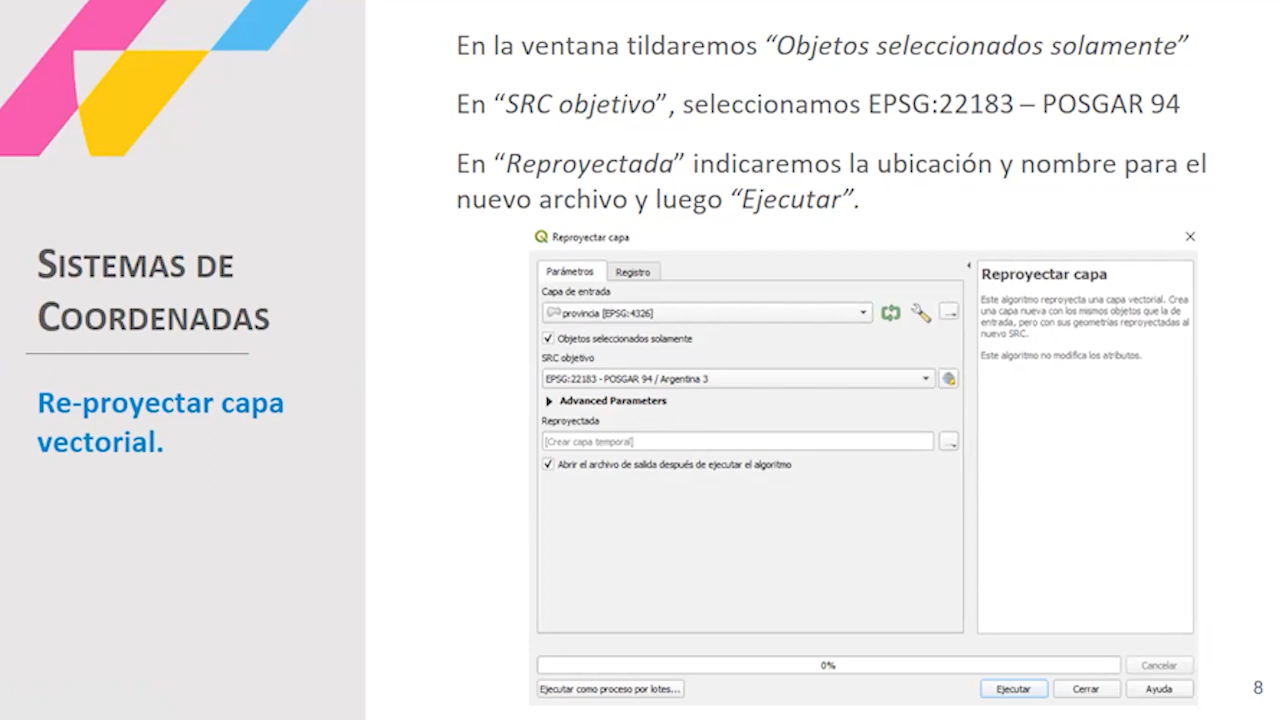 SISTEMAS DE
COORDENADAS
Re-proyectar capa
vectorial.
En la ventana tildaremos “Objetos seleccionados solamente”
En “SRC objetivo”, seleccionamos EPSG:22183 – POSGAR 94
En “Reproyectada” indicaremos la ubicación y nombre para el
nuevo archivo y luego “Ejecutar”.
Reproyectar capa
Parámetros
Registro
Capa de entrada
provincia [EPSG:4326]
Objetos seleccionados solamente
SRC objetivo
EPSG:22183 - POSGAR 94 / Argentina 3
Advanced Parameters
Reproyectada
[Crear capa temporal]
Abrir el archivo de salida después de ejecutar el algoritmo
Reproyectar capa
Este algoritmo reproyecta una capa vectorial. Crea
una capa nueva con los mismos objetos que la de
entrada, pero con sus geometrías reproyectadas al
nuevo SRC.
Este algoritmo no modifica los atributos.
0%
Cancelar
Ejecutar como proceso por lotes...
Ejecutar
Cerrar
Ayuda
8